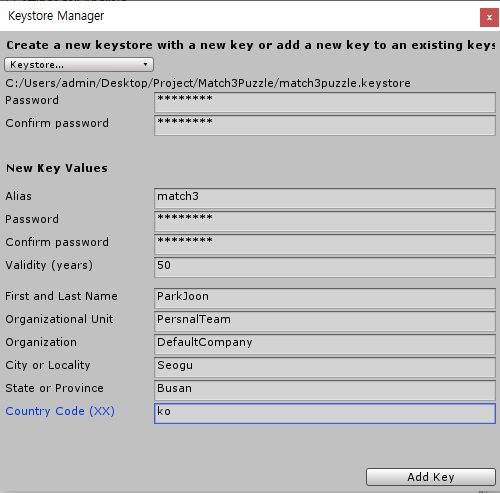 Keystore Manager
x
Create a new keystore with a new key or add a new key to an existing keys
Keystore...
C:/Users/admin/Desktop/Project/Match3Puzzle/match3puzzle.keystore
Password ********
Confirm password ********
New Key Values
Alias match3
Password ********
Confirm password ********
Validity (years) 50
First and Last Name ParkJoon
Organizational Unit PersnalTeam
Organization DefaultCompany
City or Locality Seogu
State or Province Busan
Country Code (XX) ko
Add Key